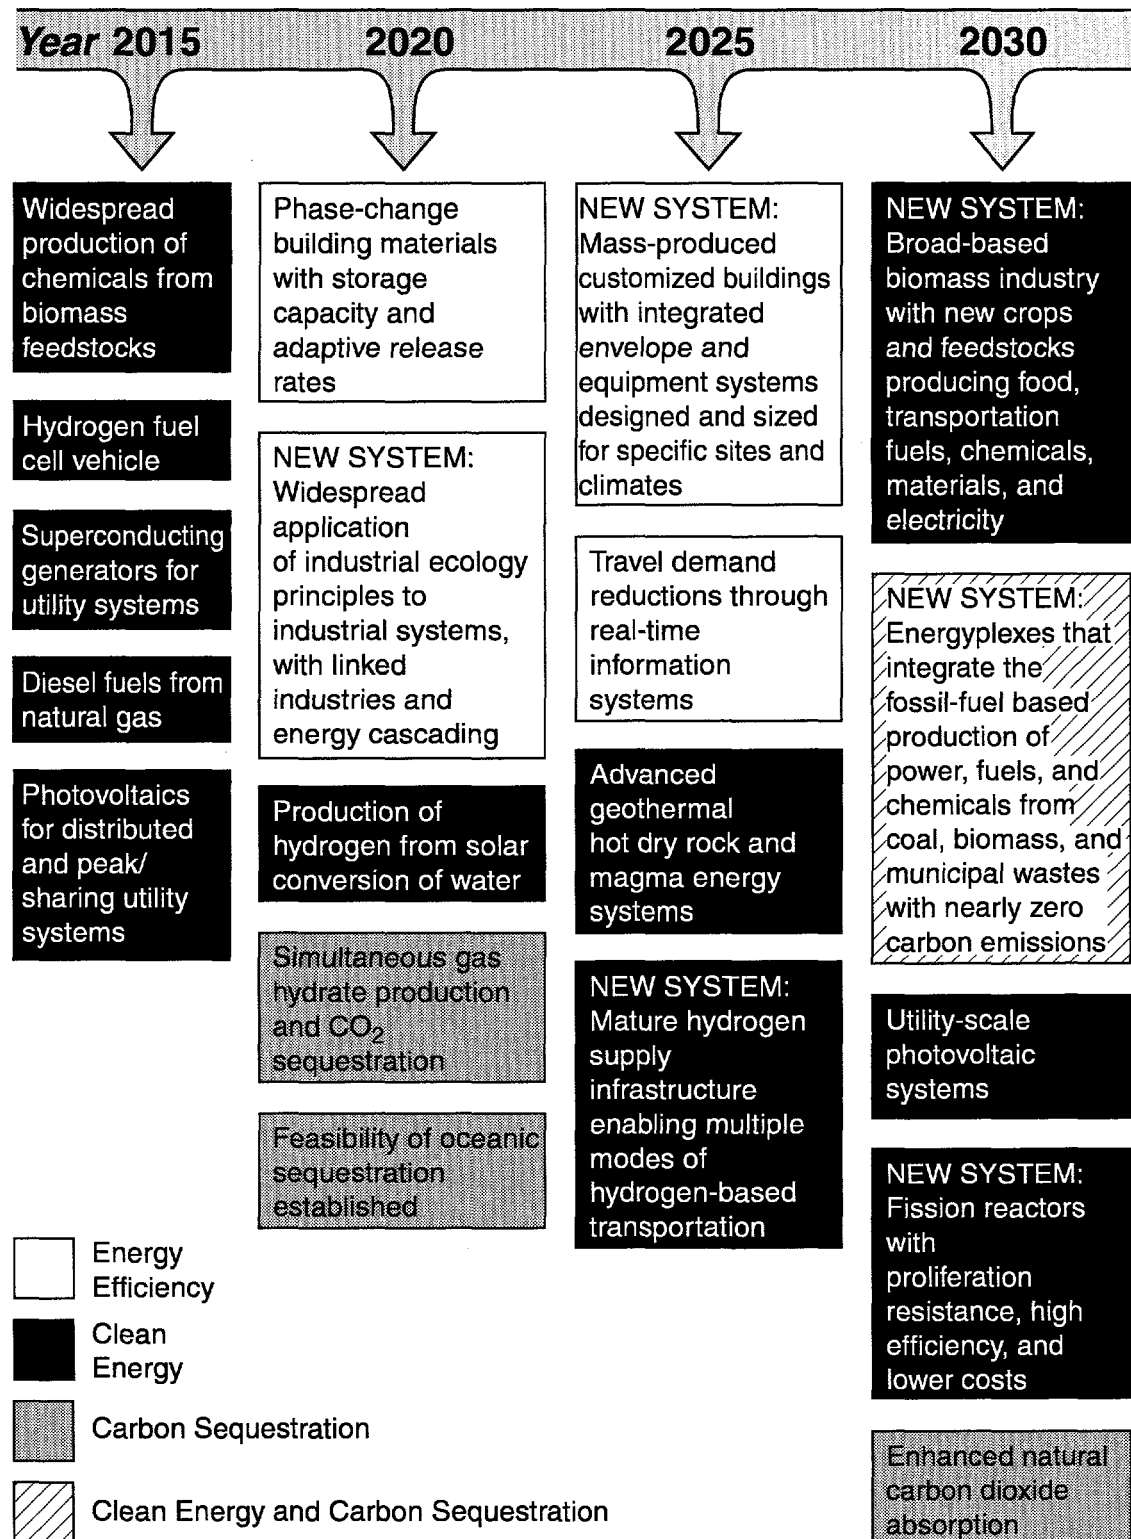 Year 2015 2020 2025 2030
Widespread
production of
chemicals from
biomass
feedstocks
Hydrogen fuel
cell vehicle
Superconducting
generators for
utility systems
Diesel fuels from
natural gas
Photovoltaics
for distributed
and peak/
sharing utility
systems
Phase-change
building materials
with storage
capacity and
adaptive release
rates
NEW SYSTEM:
Widespread
application
of industrial ecology
principles to
industrial systems,
with linked
industries and
energy cascading
Production of
hydrogen from solar
conversion of water
Simultaneous gas
hydrate production
and CO₂
sequestration
Feasibility of oceanic
sequestration
established
NEW SYSTEM:
Mass-produced
customized buildings
with integrated
envelope and
equipment systems
designed and sized
for specific sites and
climates
Travel demand
reductions through
real-time
information
systems
Advanced
geothermal
hot dry rock and
magma energy
systems
NEW SYSTEM:
Mature hydrogen
supply
infrastructure
enabling multiple
modes of
hydrogen-based
transportation
NEW SYSTEM:
Broad-based
biomass industry
with new crops
and feedstocks
producing food,
transportation
fuels, chemicals,
materials, and
electricity
NEW SYSTEM:
Energyplexes that
integrate the
fossil-fuel based
production of
power, fuels, and
chemicals from
coal, biomass, and
municipal wastes
with nearly zero
carbon emissions
Utility-scale
photovoltaic
systems
NEW SYSTEM:
Fission reactors
with
proliferation
resistance, high
efficiency, and
lower costs
Enhanced natural
carbon dioxide
absorption
Energy
Efficiency
Clean
Energy
Carbon Sequestration
Clean Energy and Carbon Sequestration